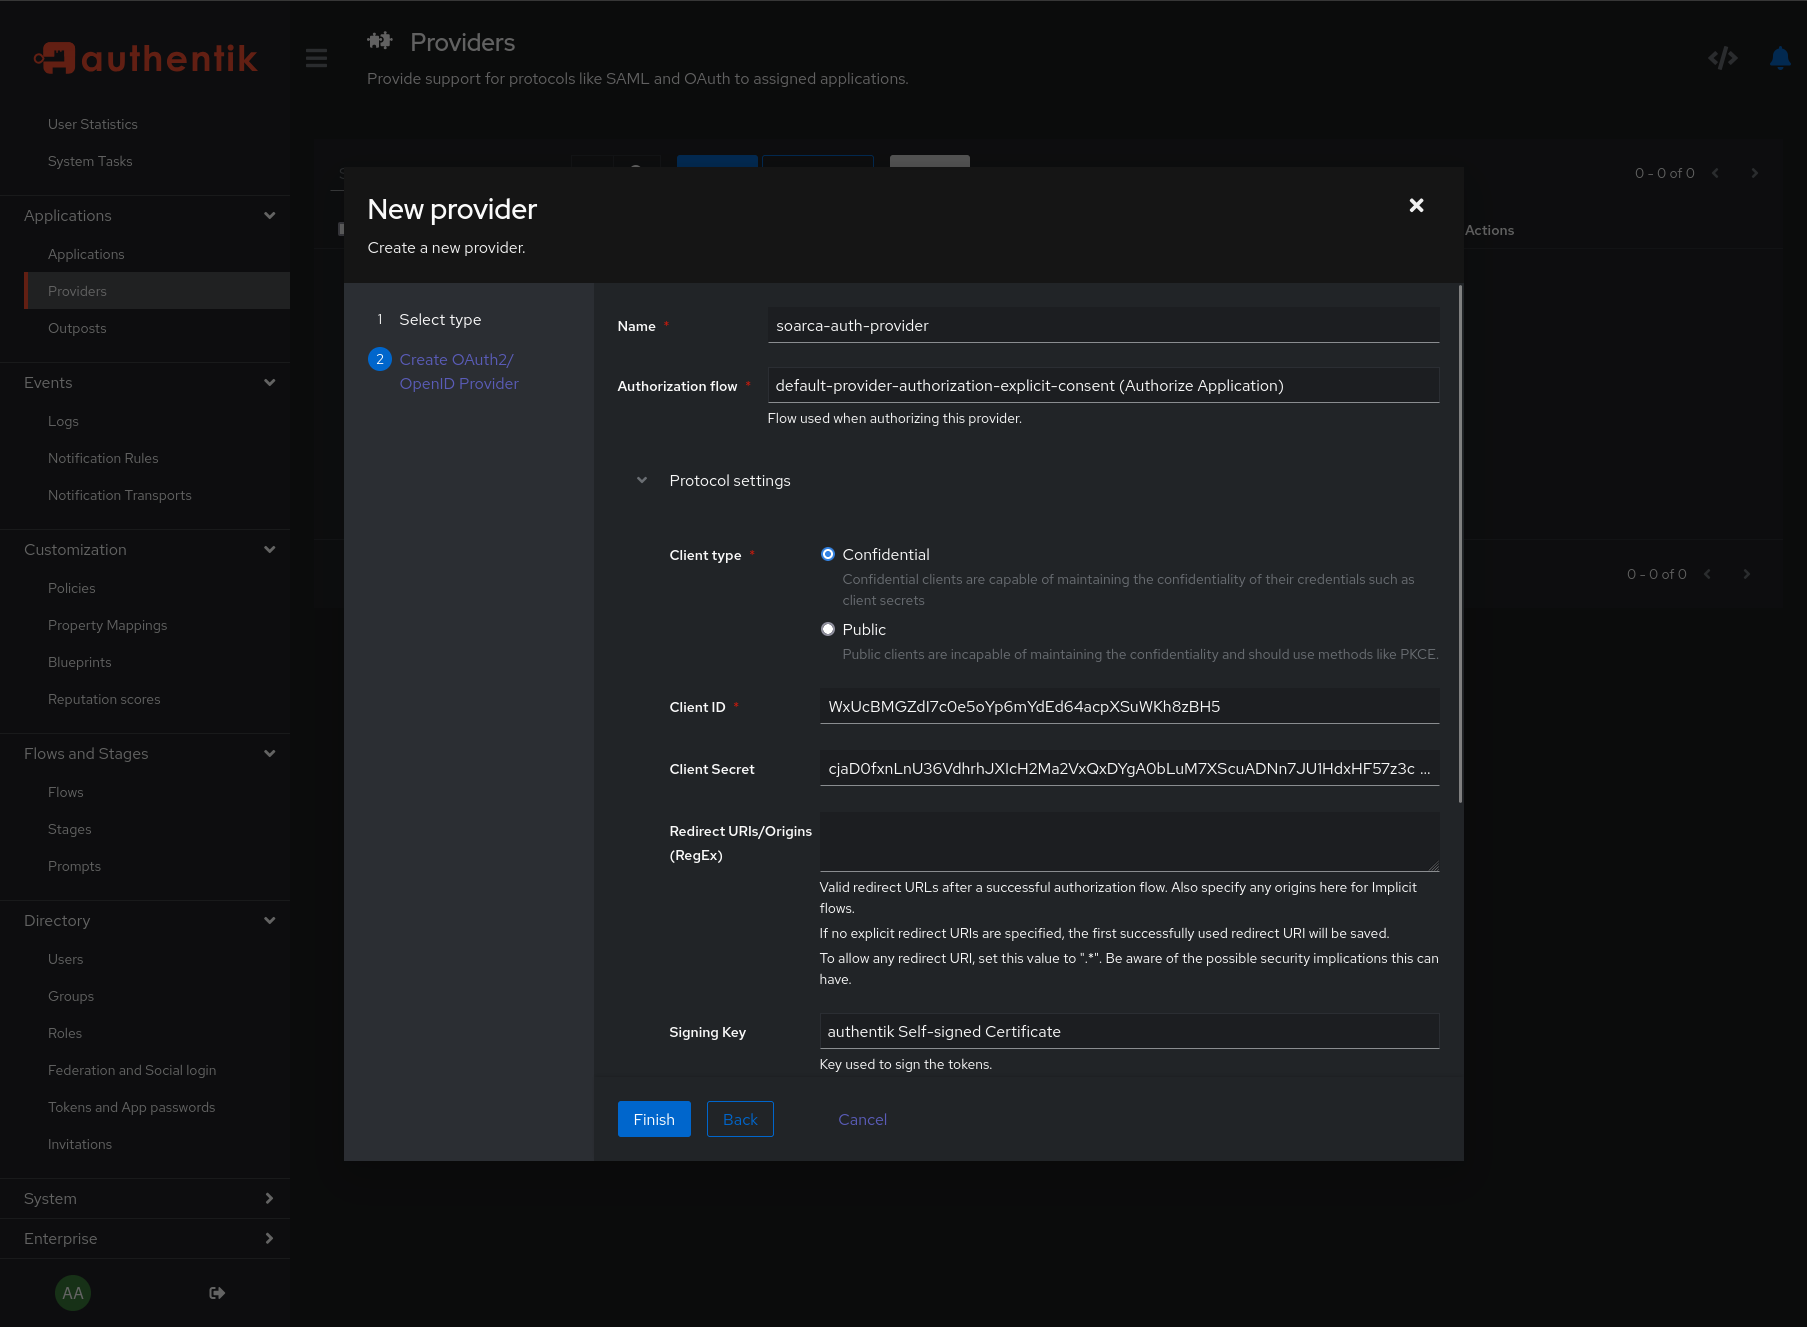 authentik
User Statistics
System Tasks
Applications
Applications
Providers
Outposts
Events
Logs
Notification Rules
Notification Transports
Customization
Policies
Property Mappings
Blueprints
Reputation scores
Flows and Stages
Flows
Stages
Prompts
Directory
Users
Groups
Roles
Federation and Social login
Tokens and App passwords
Invitations
System
Enterprise
AA
Providers
Provide support for protocols like SAML and OAuth to assigned applications.
0 - 0 of 0
Actions
0 - 0 of 0
New provider
Create a new provider.
1 Select type
2 Create OAuth2/
OpenID Provider
Name *
soarca-auth-provider
Authorization flow *
default-provider-authorization-explicit-consent (Authorize Application)
Flow used when authorizing this provider.
Protocol settings
Client type *
Confidential
Confidential clients are capable of maintaining the confidentiality of their credentials such as
client secrets
Public
Public clients are incapable of maintaining the confidentiality and should use methods like PKCE.
Client ID *
WxUcBMGZdI7c0e5oYp6mYdEd64acpXSuWKh8zBH5
Client Secret
cjaD0fxnLnU36VdhrhJXIcH2Ma2VxQxDYgA0bLuM7XScuADNn7JU1HdxHF57z3c ...
Redirect URIs/Origins
(RegEx)
Valid redirect URLs after a successful authorization flow. Also specify any origins here for Implicit
flows.
If no explicit redirect URIs are specified, the first successfully used redirect URI will be saved.
To allow any redirect URI, set this value to ".*". Be aware of the possible security implications this can
have.
Signing Key
authentik Self-signed Certificate
Key used to sign the tokens.
Finish
Back
Cancel